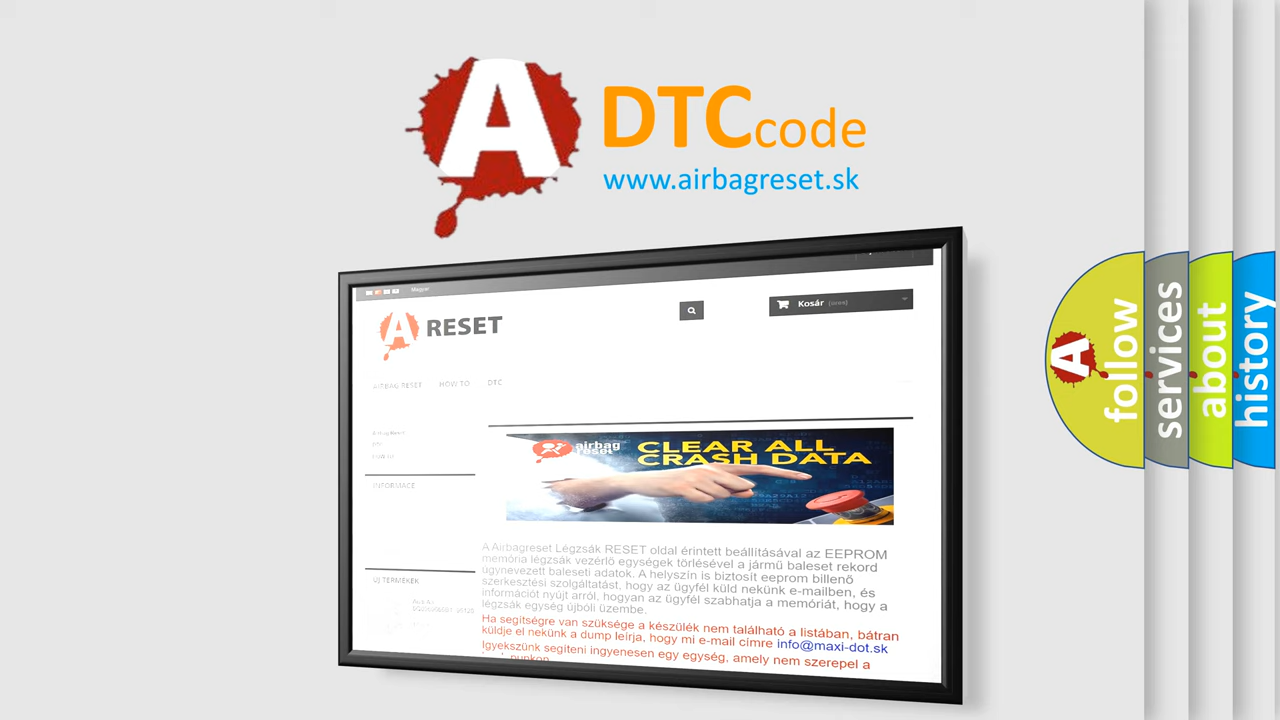 A
DTCcode
www.airbagreset.sk
Magyar
Kosár (üres)
A RESET
AIRBAG RESET HOW TO DTC
INFORMACE
airbag reset
CLEAR ALL
CRASH DATA
A Airbagreset Légzsák RESET oldal érintett beállításával az EEPROM
memória légzsák vezérlő egységek törlésével a jármű baleset rekord
úgynevezett baleseti adatok. A helyszín is biztosít eeprom billenő
szerkesztési szolgáltatást, hogy az ügyfél küld nekünk e-mailben, és
információt nyújt arról, hogyan az ügyfél szabhatja a memóriát, hogy a
légzsák egység újbóli üzembe.
Ha segítségre van szüksége a készülék nem található a listában, bátran
küldje el nekünk a dump leírja, hogy mi e-mail címre info@maxi-dot.sk
Igyekszünk segíteni ingyenesen egy egység, amely nem szerepel a
ÚJ TERMÉKEK
A
follow
services
about
history